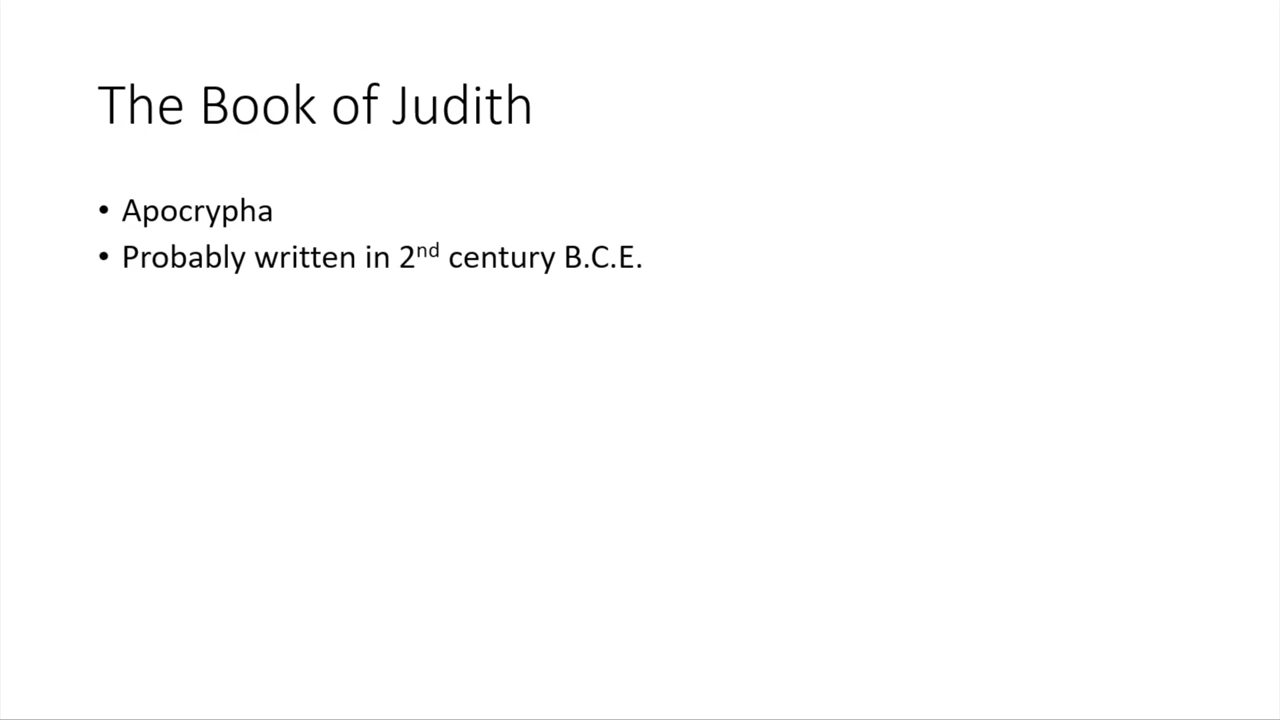 The Book of Judith
• Apocrypha
• Probably written in 2nd century B.C.E.